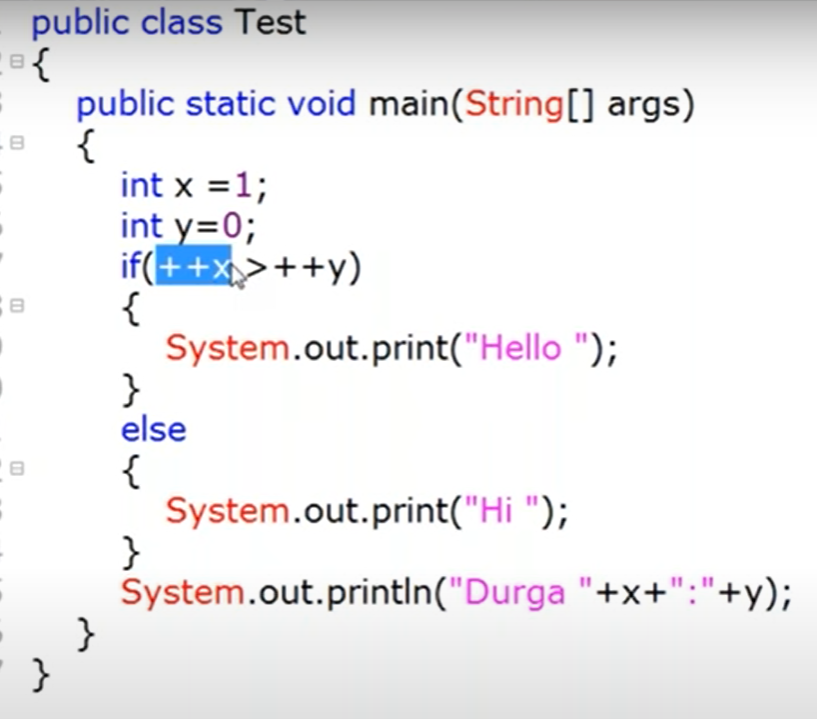 public class Test
{
public static void main(String[] args)
{
int x =1;
int y=0;
if(++x >++y)
{
System.out.print("Hello ");
}
else
{
System.out.print("Hi ");
}
System.out.println("Durga "+x+":"+y);
}
}